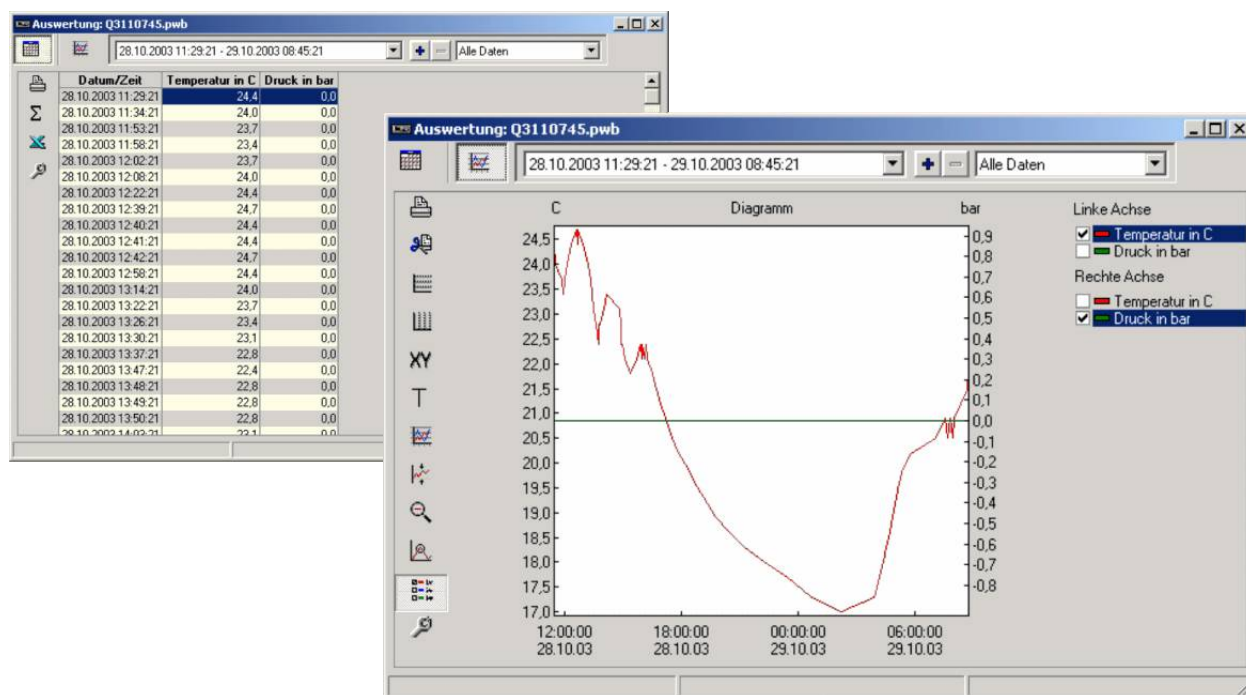 Auswertung: Q3110745.pwb
28.10.2003 11:29:21 - 29.10.2003 08:45:21 Alle Daten
Datum/Zeit Temperatur in C Druck in bar
28.10.2003 11:29:21 24,4 0,0
28.10.2003 11:34:21 24,0 0,0
28.10.2003 11:53:21 23,7 0,0
28.10.2003 11:58:21 23,4 0,0
28.10.2003 12:02:21 23,7 0,0
28.10.2003 12:08:21 24,0 0,0
28.10.2003 12:22:21 24,4 0,0
28.10.2003 12:39:21 24,7 0,0
28.10.2003 12:40:21 24,4 0,0
28.10.2003 12:41:21 24,4 0,0
28.10.2003 12:42:21 24,7 0,0
28.10.2003 12:58:21 24,4 0,0
28.10.2003 13:14:21 24,0 0,0
28.10.2003 13:22:21 23,7 0,0
28.10.2003 13:26:21 23,4 0,0
28.10.2003 13:30:21 23,1 0,0
28.10.2003 13:37:21 22,8 0,0
28.10.2003 13:47:21 22,4 0,0
28.10.2003 13:48:21 22,8 0,0
28.10.2003 13:49:21 22,8 0,0
28.10.2003 13:50:21 22,8 0,0
28.10.2003 14:03:21 23,1 0,0
Auswertung: Q3110745.pwb
28.10.2003 11:29:21 - 29.10.2003 08:45:21 Alle Daten
C Diagramm bar
Linke Achse
Temperatur in C
Druck in bar
Rechte Achse
Temperatur in C
Druck in bar
XY
T
24,5
24,0
23,5
23,0
22,5
22,0
21,5
21,0
20,5
20,0
19,5
19,0
18,5
18,0
17,5
17,0
0,9
0,8
0,7
0,6
0,5
0,4
0,3
0,2
0,1
0,0
-0,1
-0,2
-0,3
-0,4
-0,5
-0,6
-0,7
-0,8
12:00:00 18:00:00 00:00:00 06:00:00
28.10.03 28.10.03 29.10.03 29.10.03